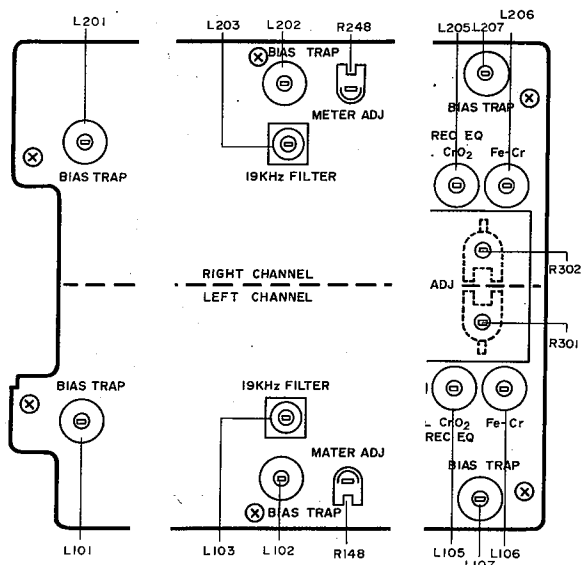 L206
L201 L203 L202 R248 L205 L207
BIAS TRAP
METER ADJ
BIAS TRAP
REC EQ
CrO2 Fe-Cr
BIAS TRAP
19KHz FILTER
R302
RIGHT CHANNEL
ADJ
LEFT CHANNEL
R301
BIAS TRAP
19KHz FILTER
CrO2 Fe-Cr
REC EQ
MATER ADJ
BIAS TRAP
BIAS TRAP
L101 L103 L102 R148 L105 L106
L107